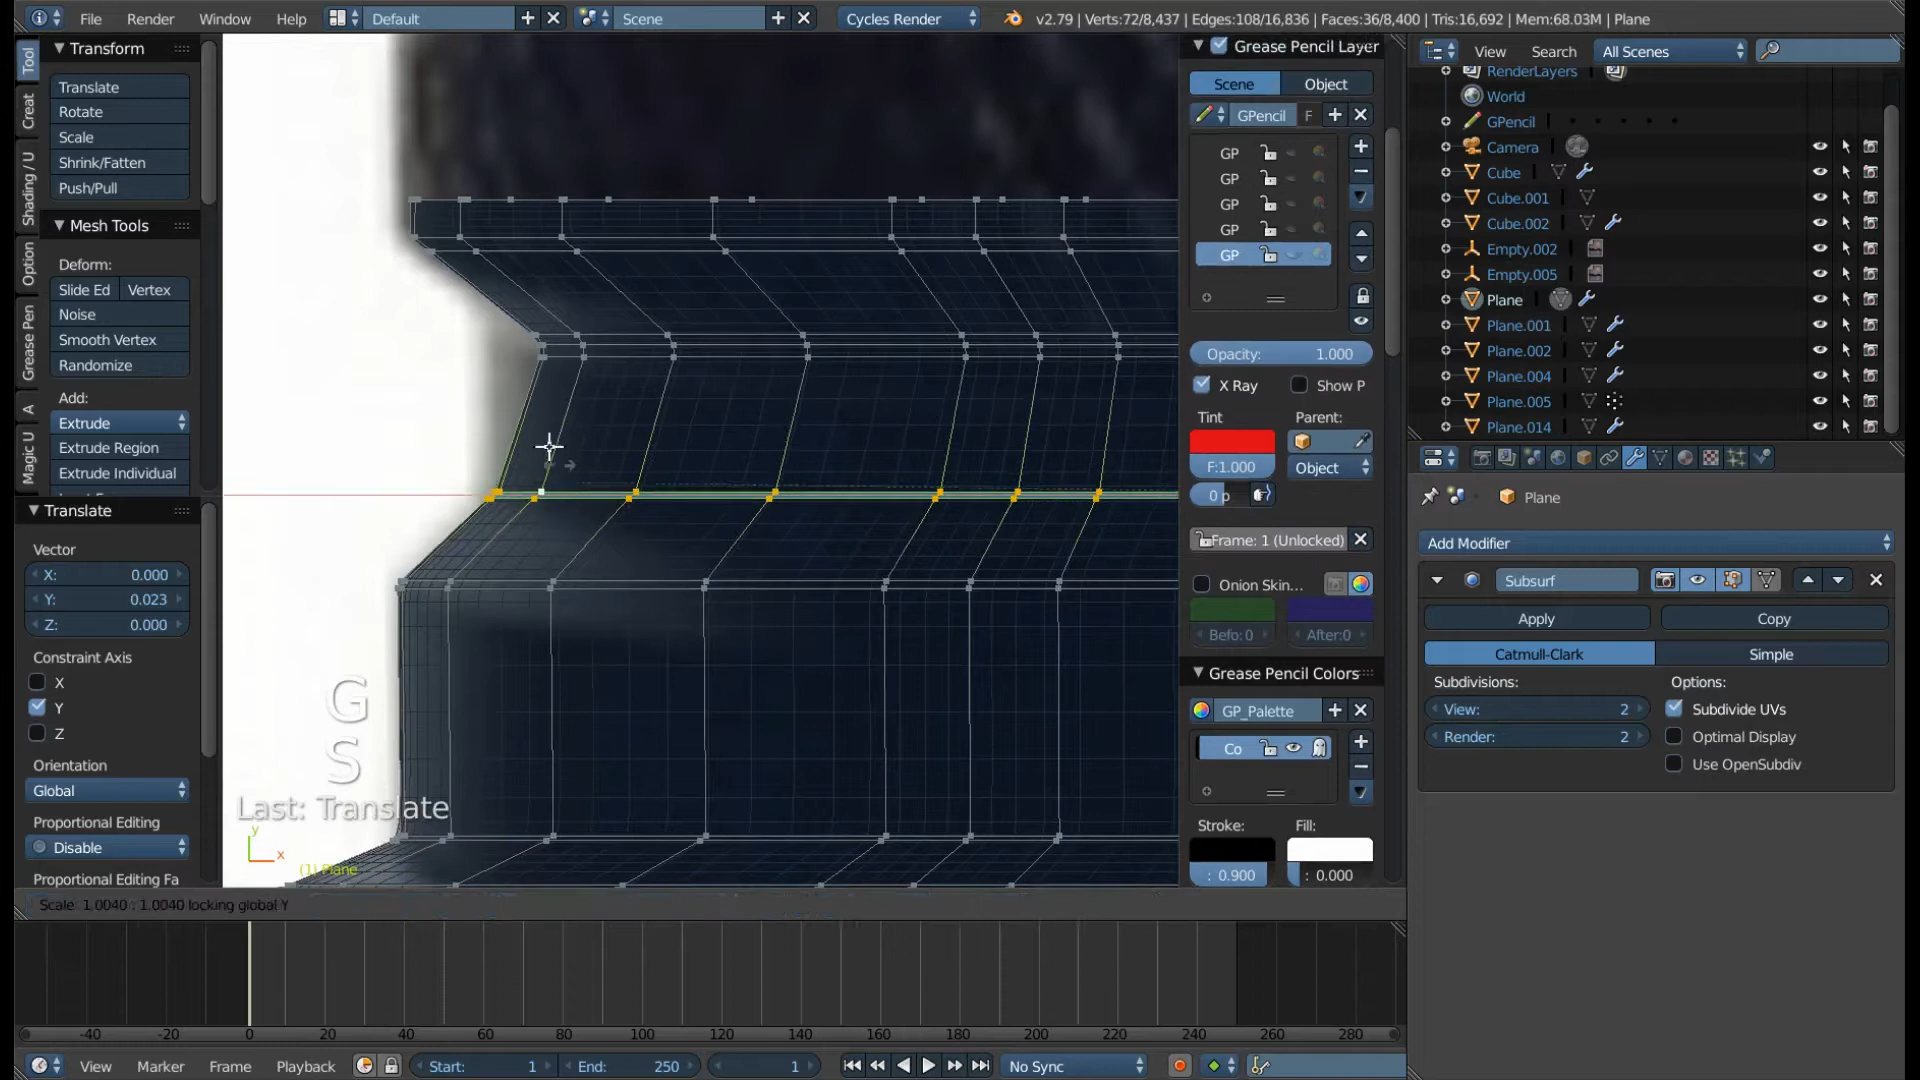 File Render Window Help Default Scene Cycles Render v2.79 | Verts:72/8,437 | Edges:108/16,836 | Faces:36/8,400 | Tris:16,692 | Mem:68.03M | Plane
Tool
Creat
Shading / U
Option
Grease Pen
A
Magic U
Transform
Translate
Rotate
Scale
Shrink/Fatten
Push/Pull
Mesh Tools
Deform:
Slide Ed Vertex
Noise
Smooth Vertex
Randomize
Add:
Extrude
Extrude Region
Extrude Individual
Translate
Vector
X: 0.000
Y: 0.023
Z: 0.000
Constraint Axis
X
Y
Z
Orientation
Global
Proportional Editing
Disable
Proportional Editing Fa
G
S
Last: Translate
y
x
(1) Plane
Scale: 1.0040 : 1.0040 locking global Y
Grease Pencil Layer
Scene Object
GPencil F
GP
GP
GP
GP
GP
Opacity: 1.000
X Ray Show P
Tint Parent:
F:1.000 Object
0 p
Frame: 1 (Unlocked)
Onion Skin...
Befo: 0 After:0
Grease Pencil Colors
GP_Palette
Co
Stroke: Fill:
: 0.900 : 0.000
View Search All Scenes
RenderLayers
World
GPencil
Camera
Cube
Cube.001
Cube.002
Empty.002
Empty.005
Plane
Plane.001
Plane.002
Plane.004
Plane.005
Plane.014
Plane
Add Modifier
Subsurf
Apply Copy
Catmull-Clark Simple
Subdivisions: Options:
View: 2 Subdivide UVs
Render: 2 Optimal Display
Use OpenSubdiv
-40 -20 0 20 40 60 80 100 120 140 160 180 200 220 240 260 280
View Marker Frame Playback Start: 1 End: 250 1 No Sync